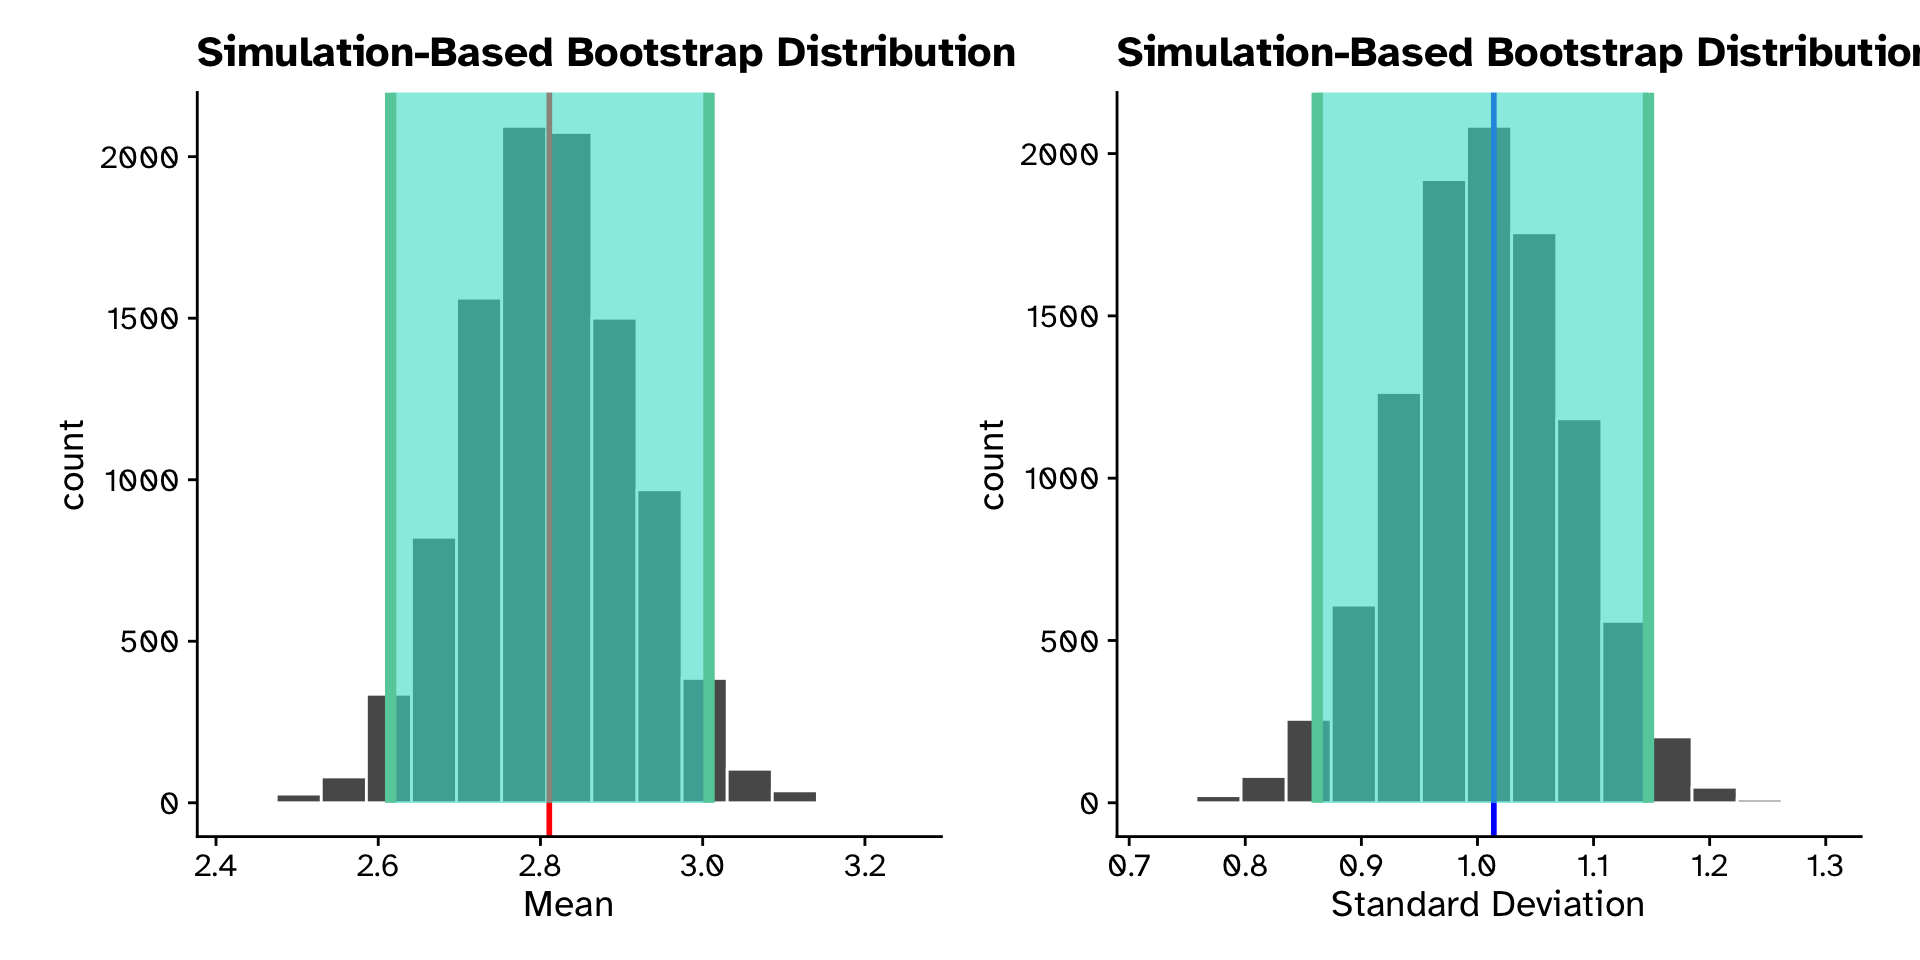 Simulation-Based Bootstrap Distribution
2000
1500
1000
500
0
count
2.4 2.6 2.8 3.0 3.2
Mean
Simulation-Based Bootstrap Distribution
2000
1500
1000
500
0
count
0.7 0.8 0.9 1.0 1.1 1.2 1.3
Standard Deviation